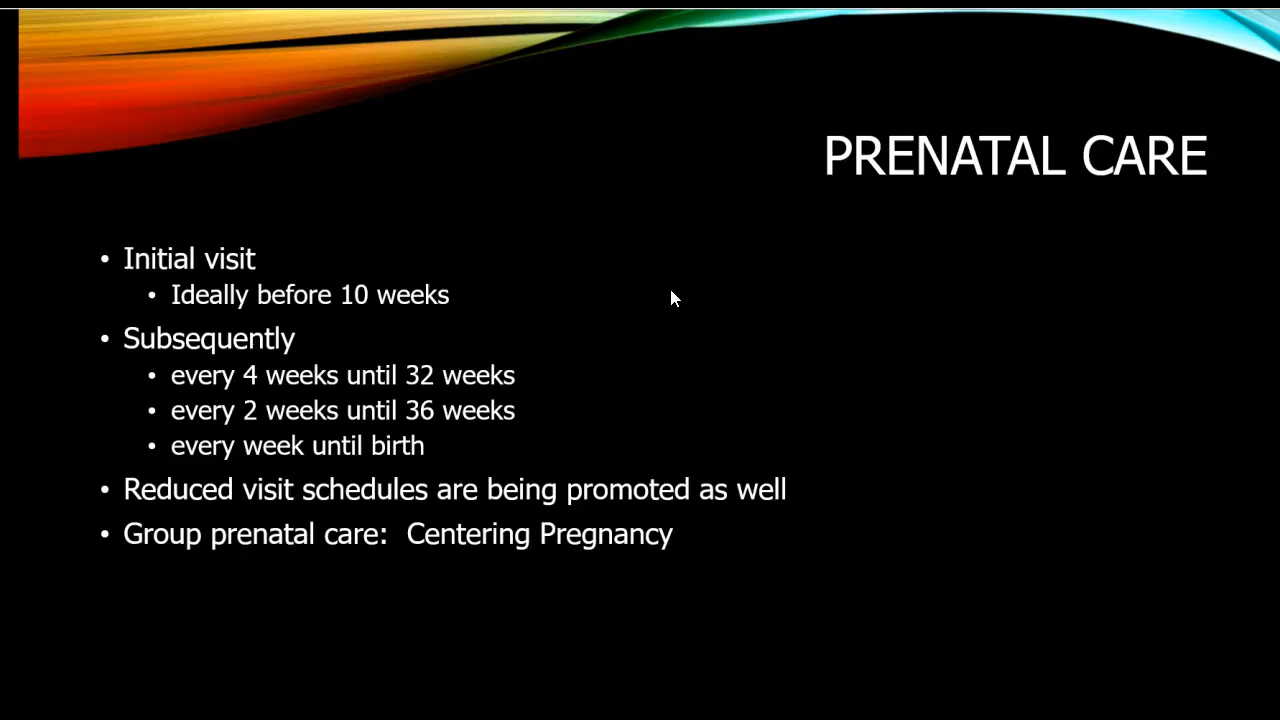 PRENATAL CARE
• Initial visit
• Ideally before 10 weeks
• Subsequently
• every 4 weeks until 32 weeks
• every 2 weeks until 36 weeks
• every week until birth
• Reduced visit schedules are being promoted as well
• Group prenatal care:  Centering Pregnancy